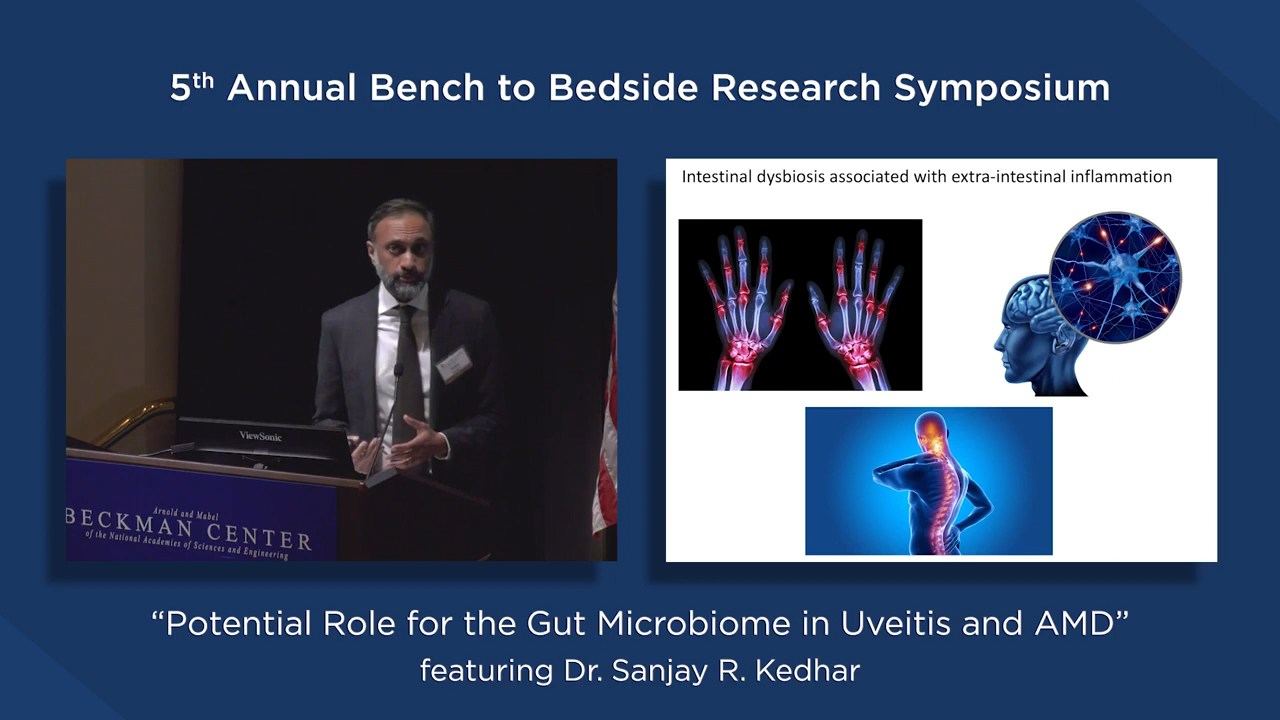 5th Annual Bench to Bedside Research Symposium
Intestinal dysbiosis associated with extra-intestinal inflammation
ViewSonic
Arnold and Mabel
BECKMAN CENTER
of the National Academies of Sciences and Engineering
“Potential Role for the Gut Microbiome in Uveitis and AMD”
featuring Dr. Sanjay R. Kedhar